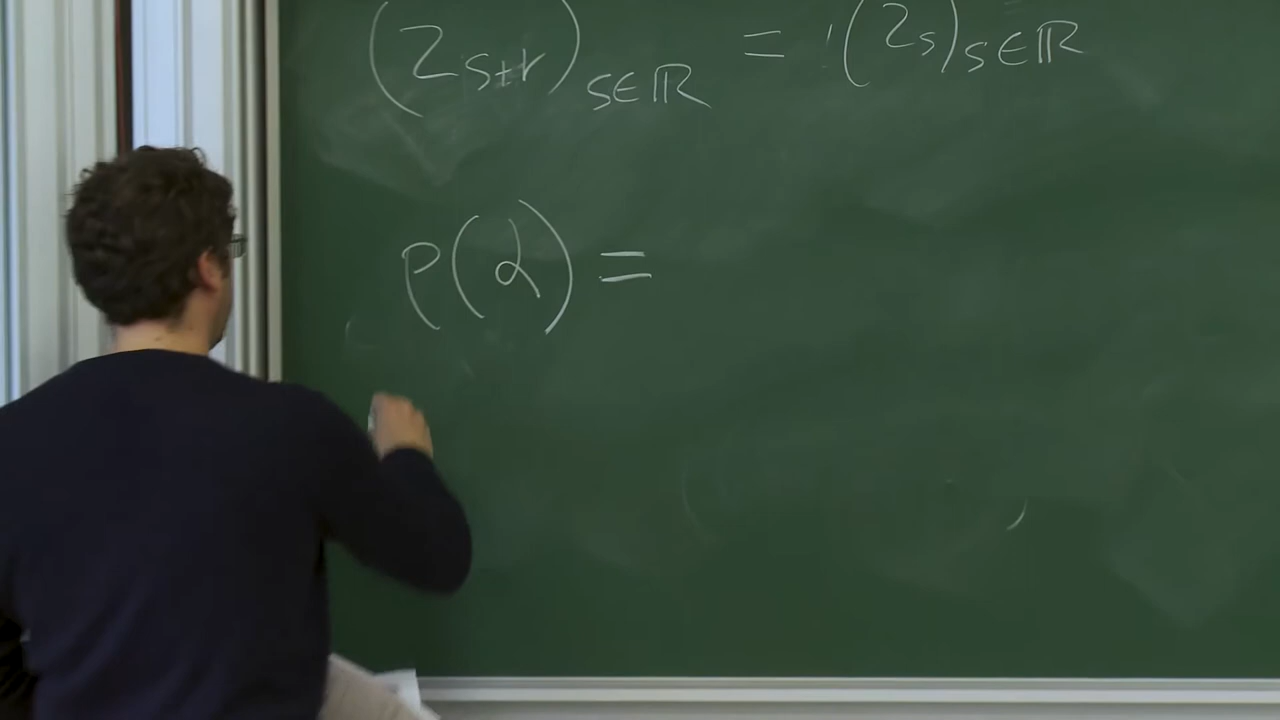 (Z_{s+r})_{s∈ℝ} = (Z_s)_{s∈ℝ}
ρ(α) =